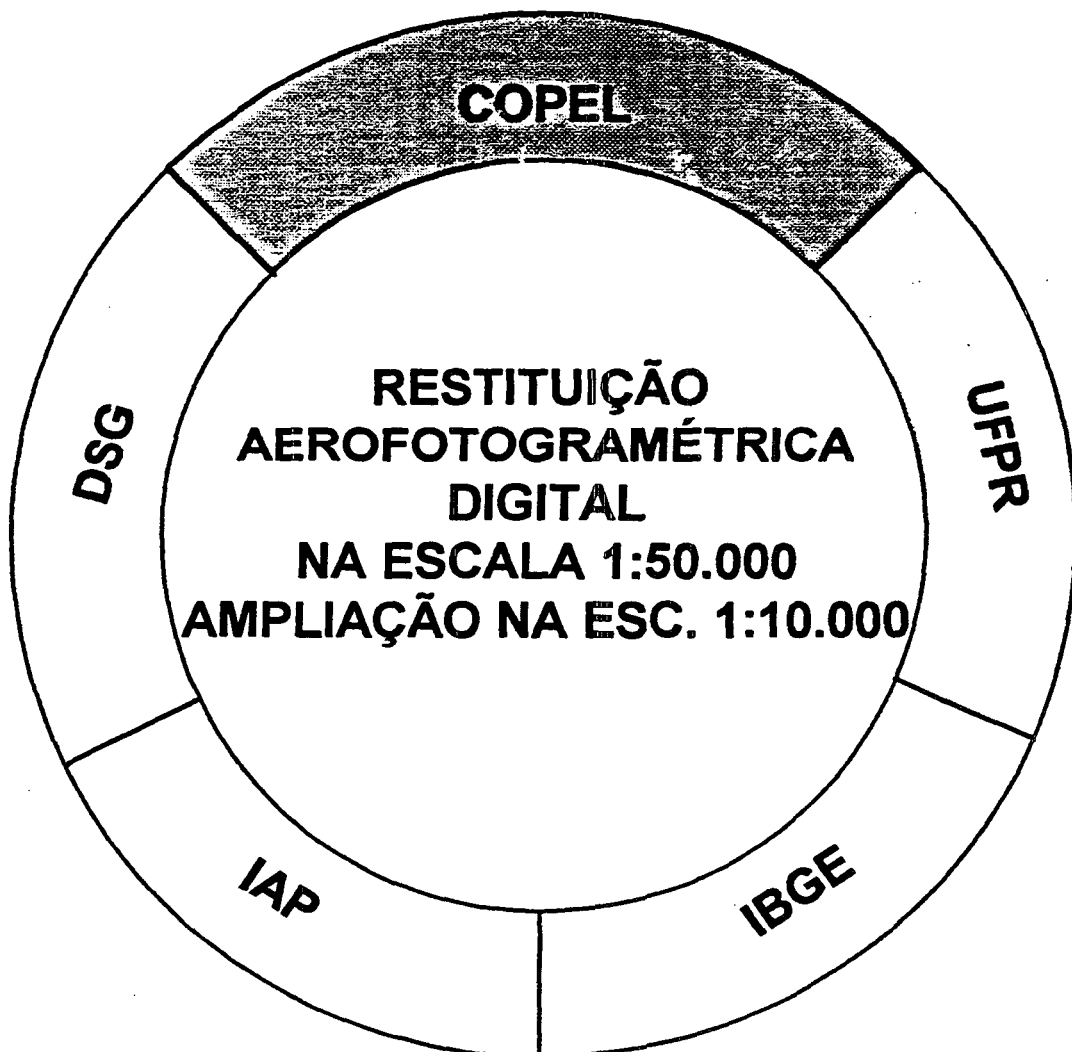 COPEL
DSG
UFPR
RESTITUIÇÃO
AEROFOTOGRAMÉTRICA
DIGITAL
NA ESCALA 1:50.000
AMPLIAÇÃO NA ESC. 1:10.000
IAP
IBGE